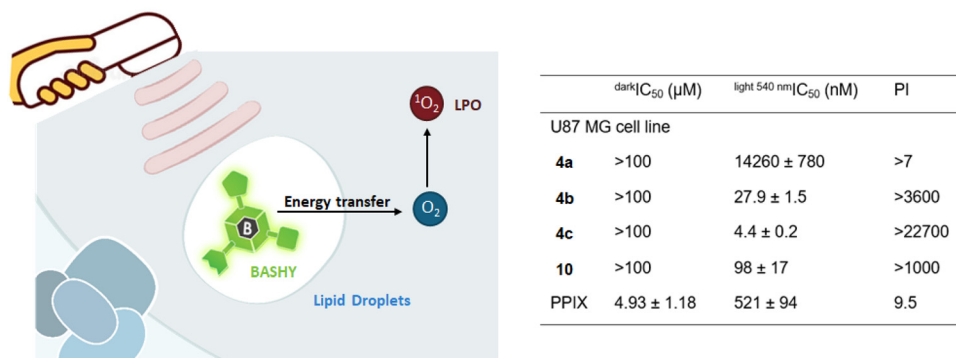 ¹O₂ LPO
Energy transfer
O₂
B
BASHY
Lipid Droplets
darkIC₅₀ (µM) light 540 nmIC₅₀ (nM) PI
U87 MG cell line
4a >100 14260 ± 780 >7
4b >100 27.9 ± 1.5 >3600
4c >100 4.4 ± 0.2 >22700
10 >100 98 ± 17 >1000
PPIX 4.93 ± 1.18 521 ± 94 9.5